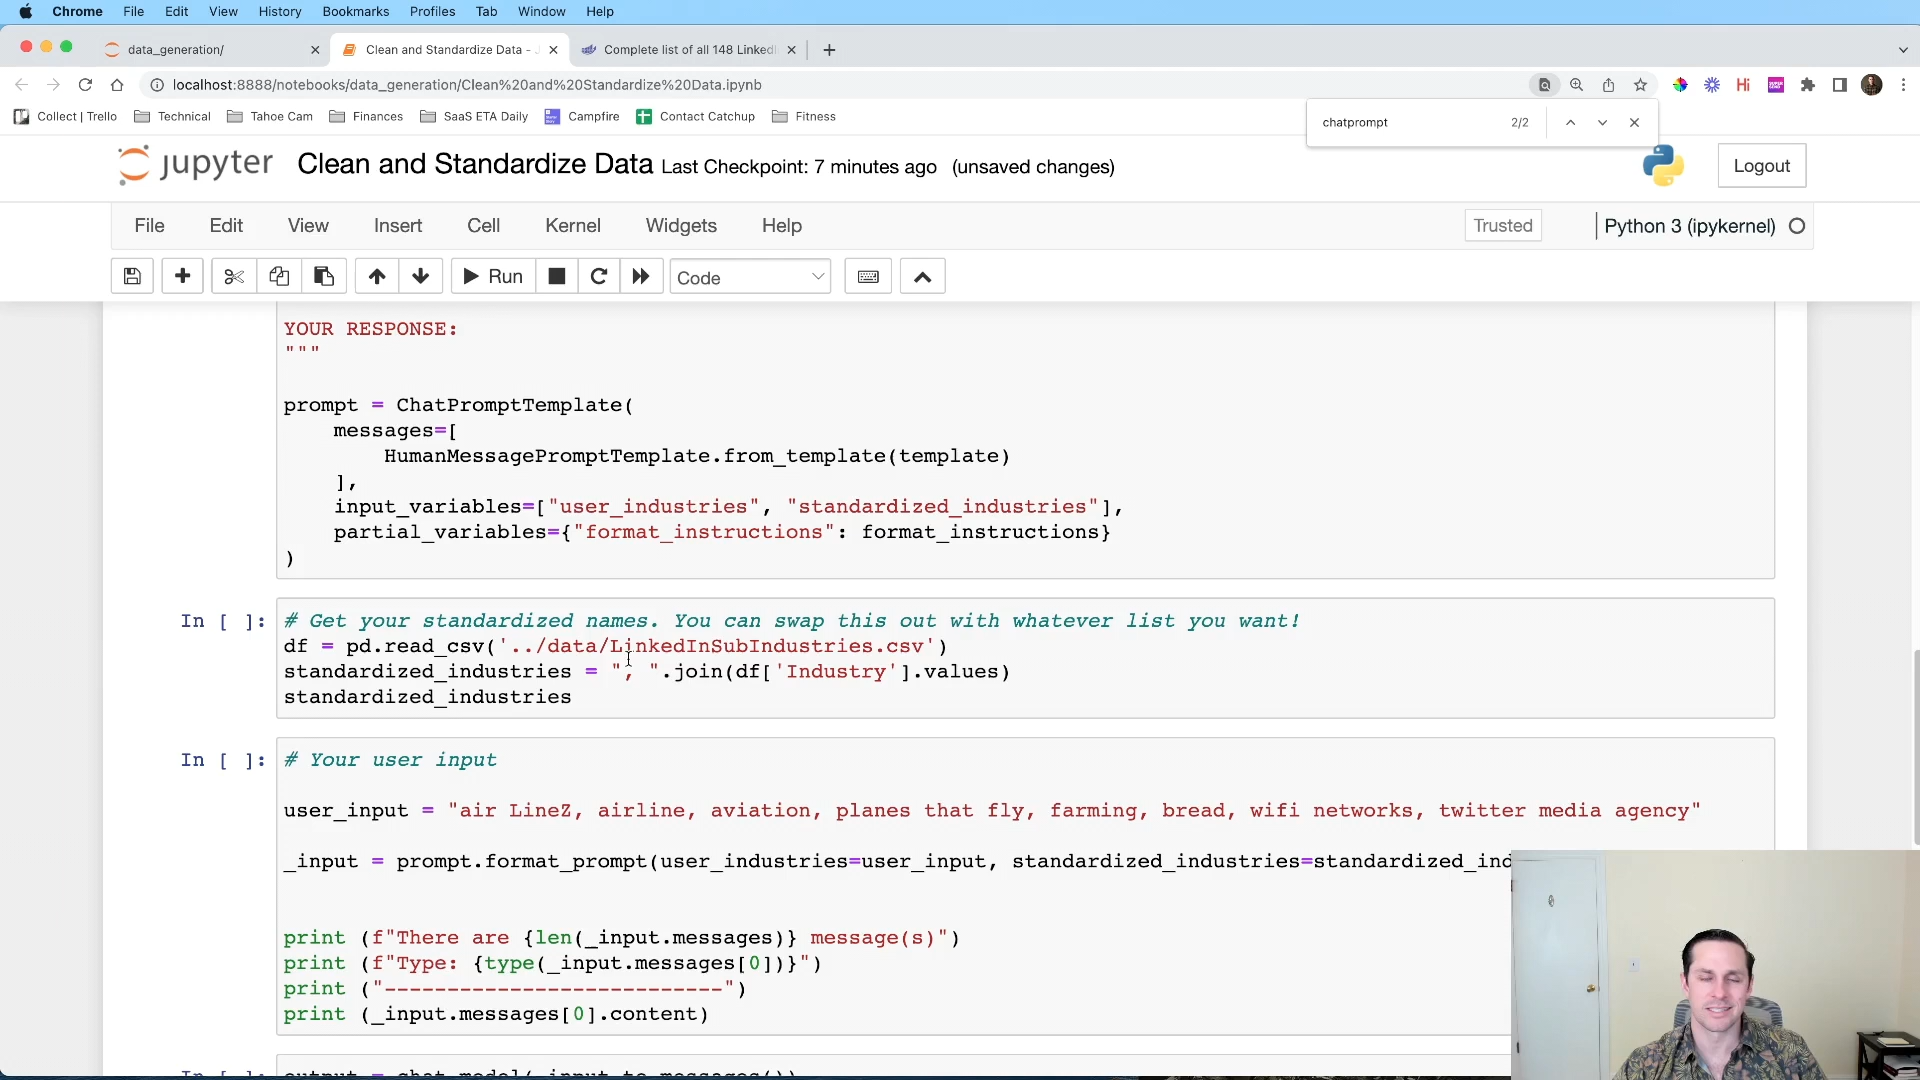 Chrome File Edit View History Bookmarks Profiles Tab Window Help
data_generation/ Clean and Standardize Data - Complete list of all 148 Linked
localhost:8888/notebooks/data_generation/Clean%20and%20Standardize%20Data.ipynb
Hi
Collect | Trello Technical Tahoe Cam Finances SaaS ETA Daily Campfire Contact Catchup Fitness
chatprompt 2/2
jupyter Clean and Standardize Data Last Checkpoint: 7 minutes ago (unsaved changes)
Logout
File Edit View Insert Cell Kernel Widgets Help Trusted Python 3 (ipykernel)
Run Code
YOUR RESPONSE:
"""
prompt = ChatPromptTemplate(
messages=[
HumanMessagePromptTemplate.from_template(template)
],
input_variables=["user_industries", "standardized_industries"],
partial_variables={"format_instructions": format_instructions}
)
In [ ]: # Get your standardized names. You can swap this out with whatever list you want!
df = pd.read_csv('../data/LinkedInSubIndustries.csv')
standardized_industries = ", ".join(df['Industry'].values)
standardized_industries
In [ ]: # Your user input
user_input = "air LineZ, airline, aviation, planes that fly, farming, bread, wifi networks, twitter media agency"
_input = prompt.format_prompt(user_industries=user_input, standardized_industries=standardized_ind
print (f"There are {len(_input.messages)} message(s)")
print (f"Type: {type(_input.messages[0])}")
print ("---------------------------")
print (_input.messages[0].content)
In [ ]: output = chat_model(_input.to_messages())